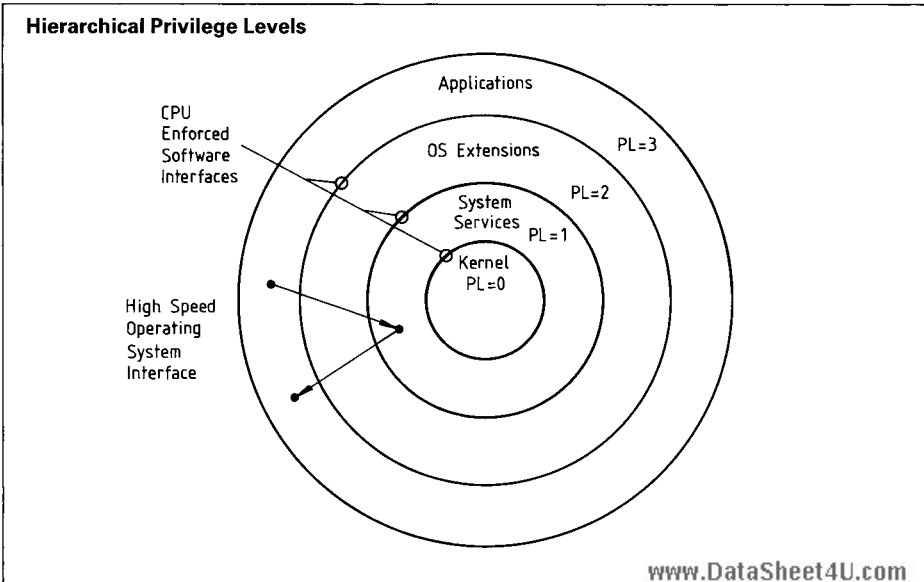 Hierarchical Privilege Levels
Applications
CPU
Enforced
Software
Interfaces
PL=3
OS Extensions
PL=2
System
Services
PL=1
Kernel
PL=0
High Speed
Operating
System
Interface
www.DataSheet4U.com